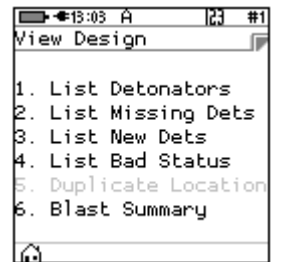 13:03 A 123 #1
View Design
1. List Detonators
2. List Missing Dets
3. List New Dets
4. List Bad Status
5. Duplicate Location
6. Blast Summary